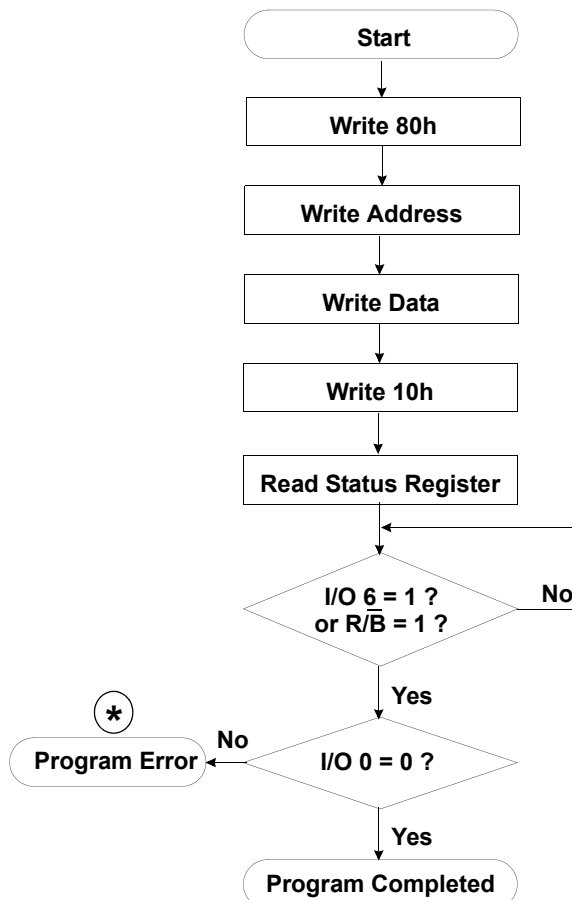 Start
Write 80h
Write Address
Write Data
Write 10h
Read Status Register
I/O 6 = 1 ?
or R/B̅ = 1 ?
No
Yes
*
Program Error
No
I/O 0 = 0 ?
Yes
Program Completed